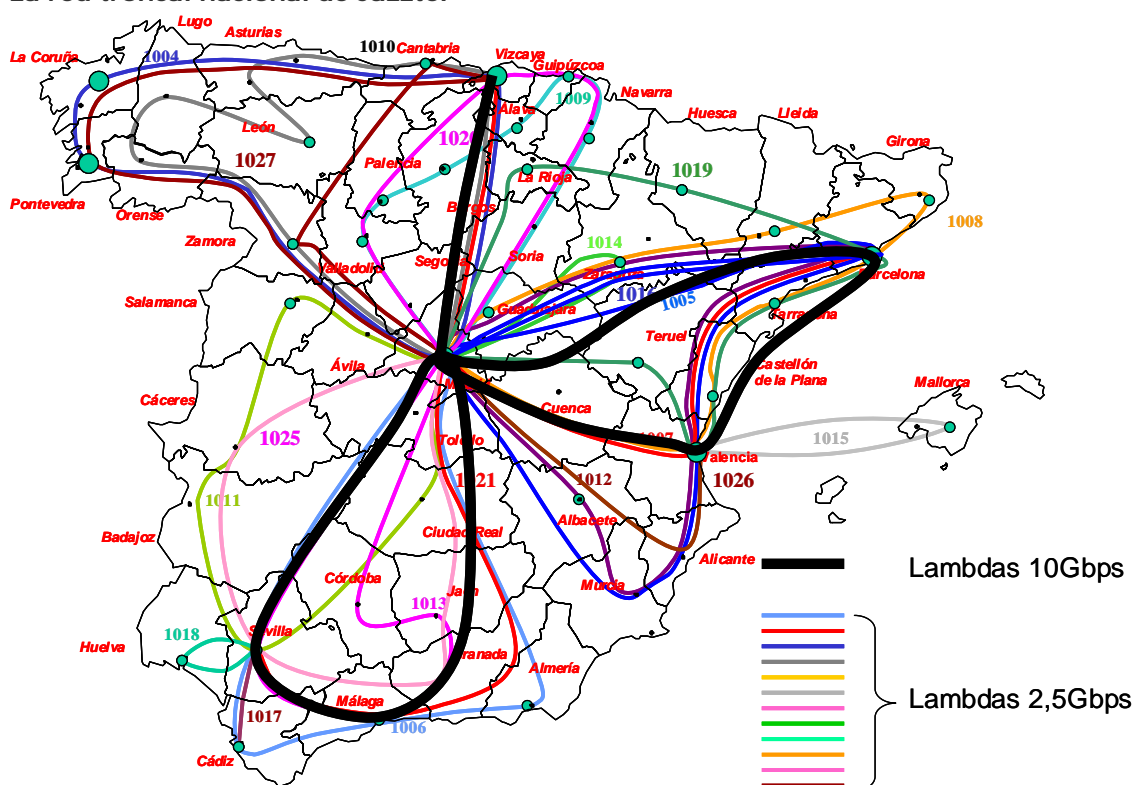 La red troncal nacional de Jazztel
Lugo
Asturias
La Coruña
1004
1010
Cantabria
Vizcaya
Guipúzcoa
1009
Navarra
Álava
Huesca
Lleida
Girona
León
1027
Palencia
La Rioja
1019
Pontevedra
Orense
Burgos
1008
Zamora
Valladolid
Segovia
Soria
1014
Zaragoza
Barcelona
Salamanca
Guadalajara
1005
Tarragona
Teruel
Ávila
Castellón
de la Plana
Mallorca
Cáceres
Cuenca
1025
Toledo
1007
Valencia
1015
1021
1012
1026
1011
Albacete
Badajoz
Ciudad Real
Alicante
Lambdas 10Gbps
Córdoba
Murcia
Jaén
1013
Huelva
1018
Sevilla
Granada
Almería
Málaga
Lambdas 2,5Gbps
1017
1006
Cádiz